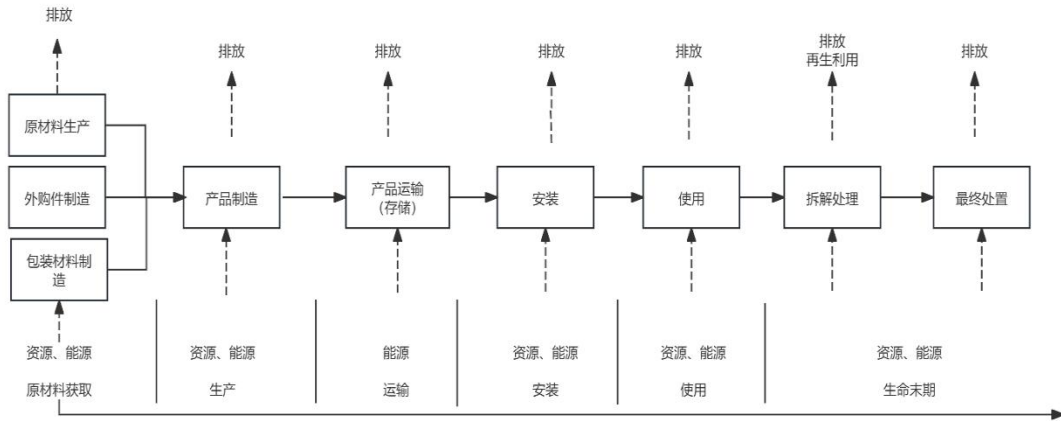 排放
排放
排放
排放
排放
排放
再生利用
排放
原材料生产
外购件制造
包装材料制
造
产品制造
产品运输
(存储)
安装
使用
拆解处理
最终处置
资源、能源
资源、能源
能源
资源、能源
资源、能源
资源、能源
原材料获取
生产
运输
安装
使用
生命末期